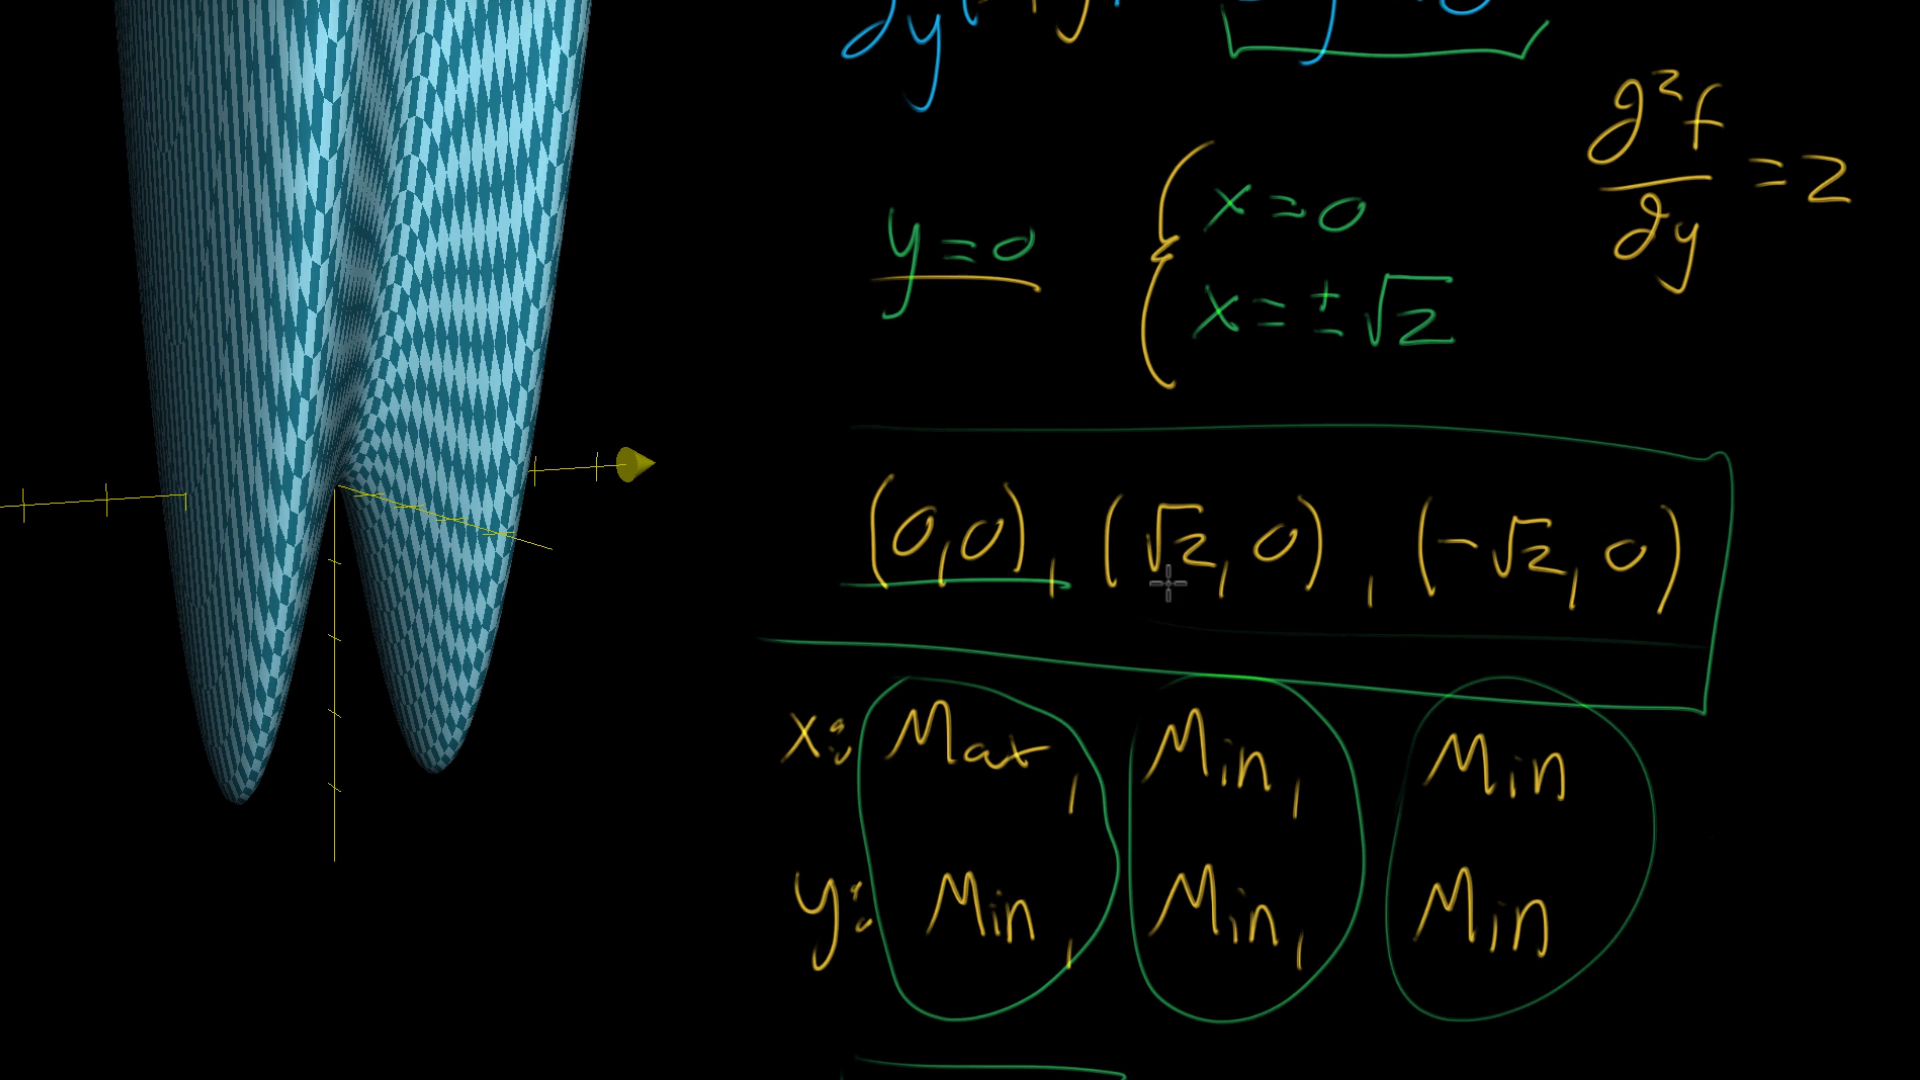 ∂y
∂²f/∂y = 2
y = 0 { x = 0
x = ±√2
(0,0), (√2, 0), (-√2, 0)
x: Max, Min, Min
y: Min, Min, Min